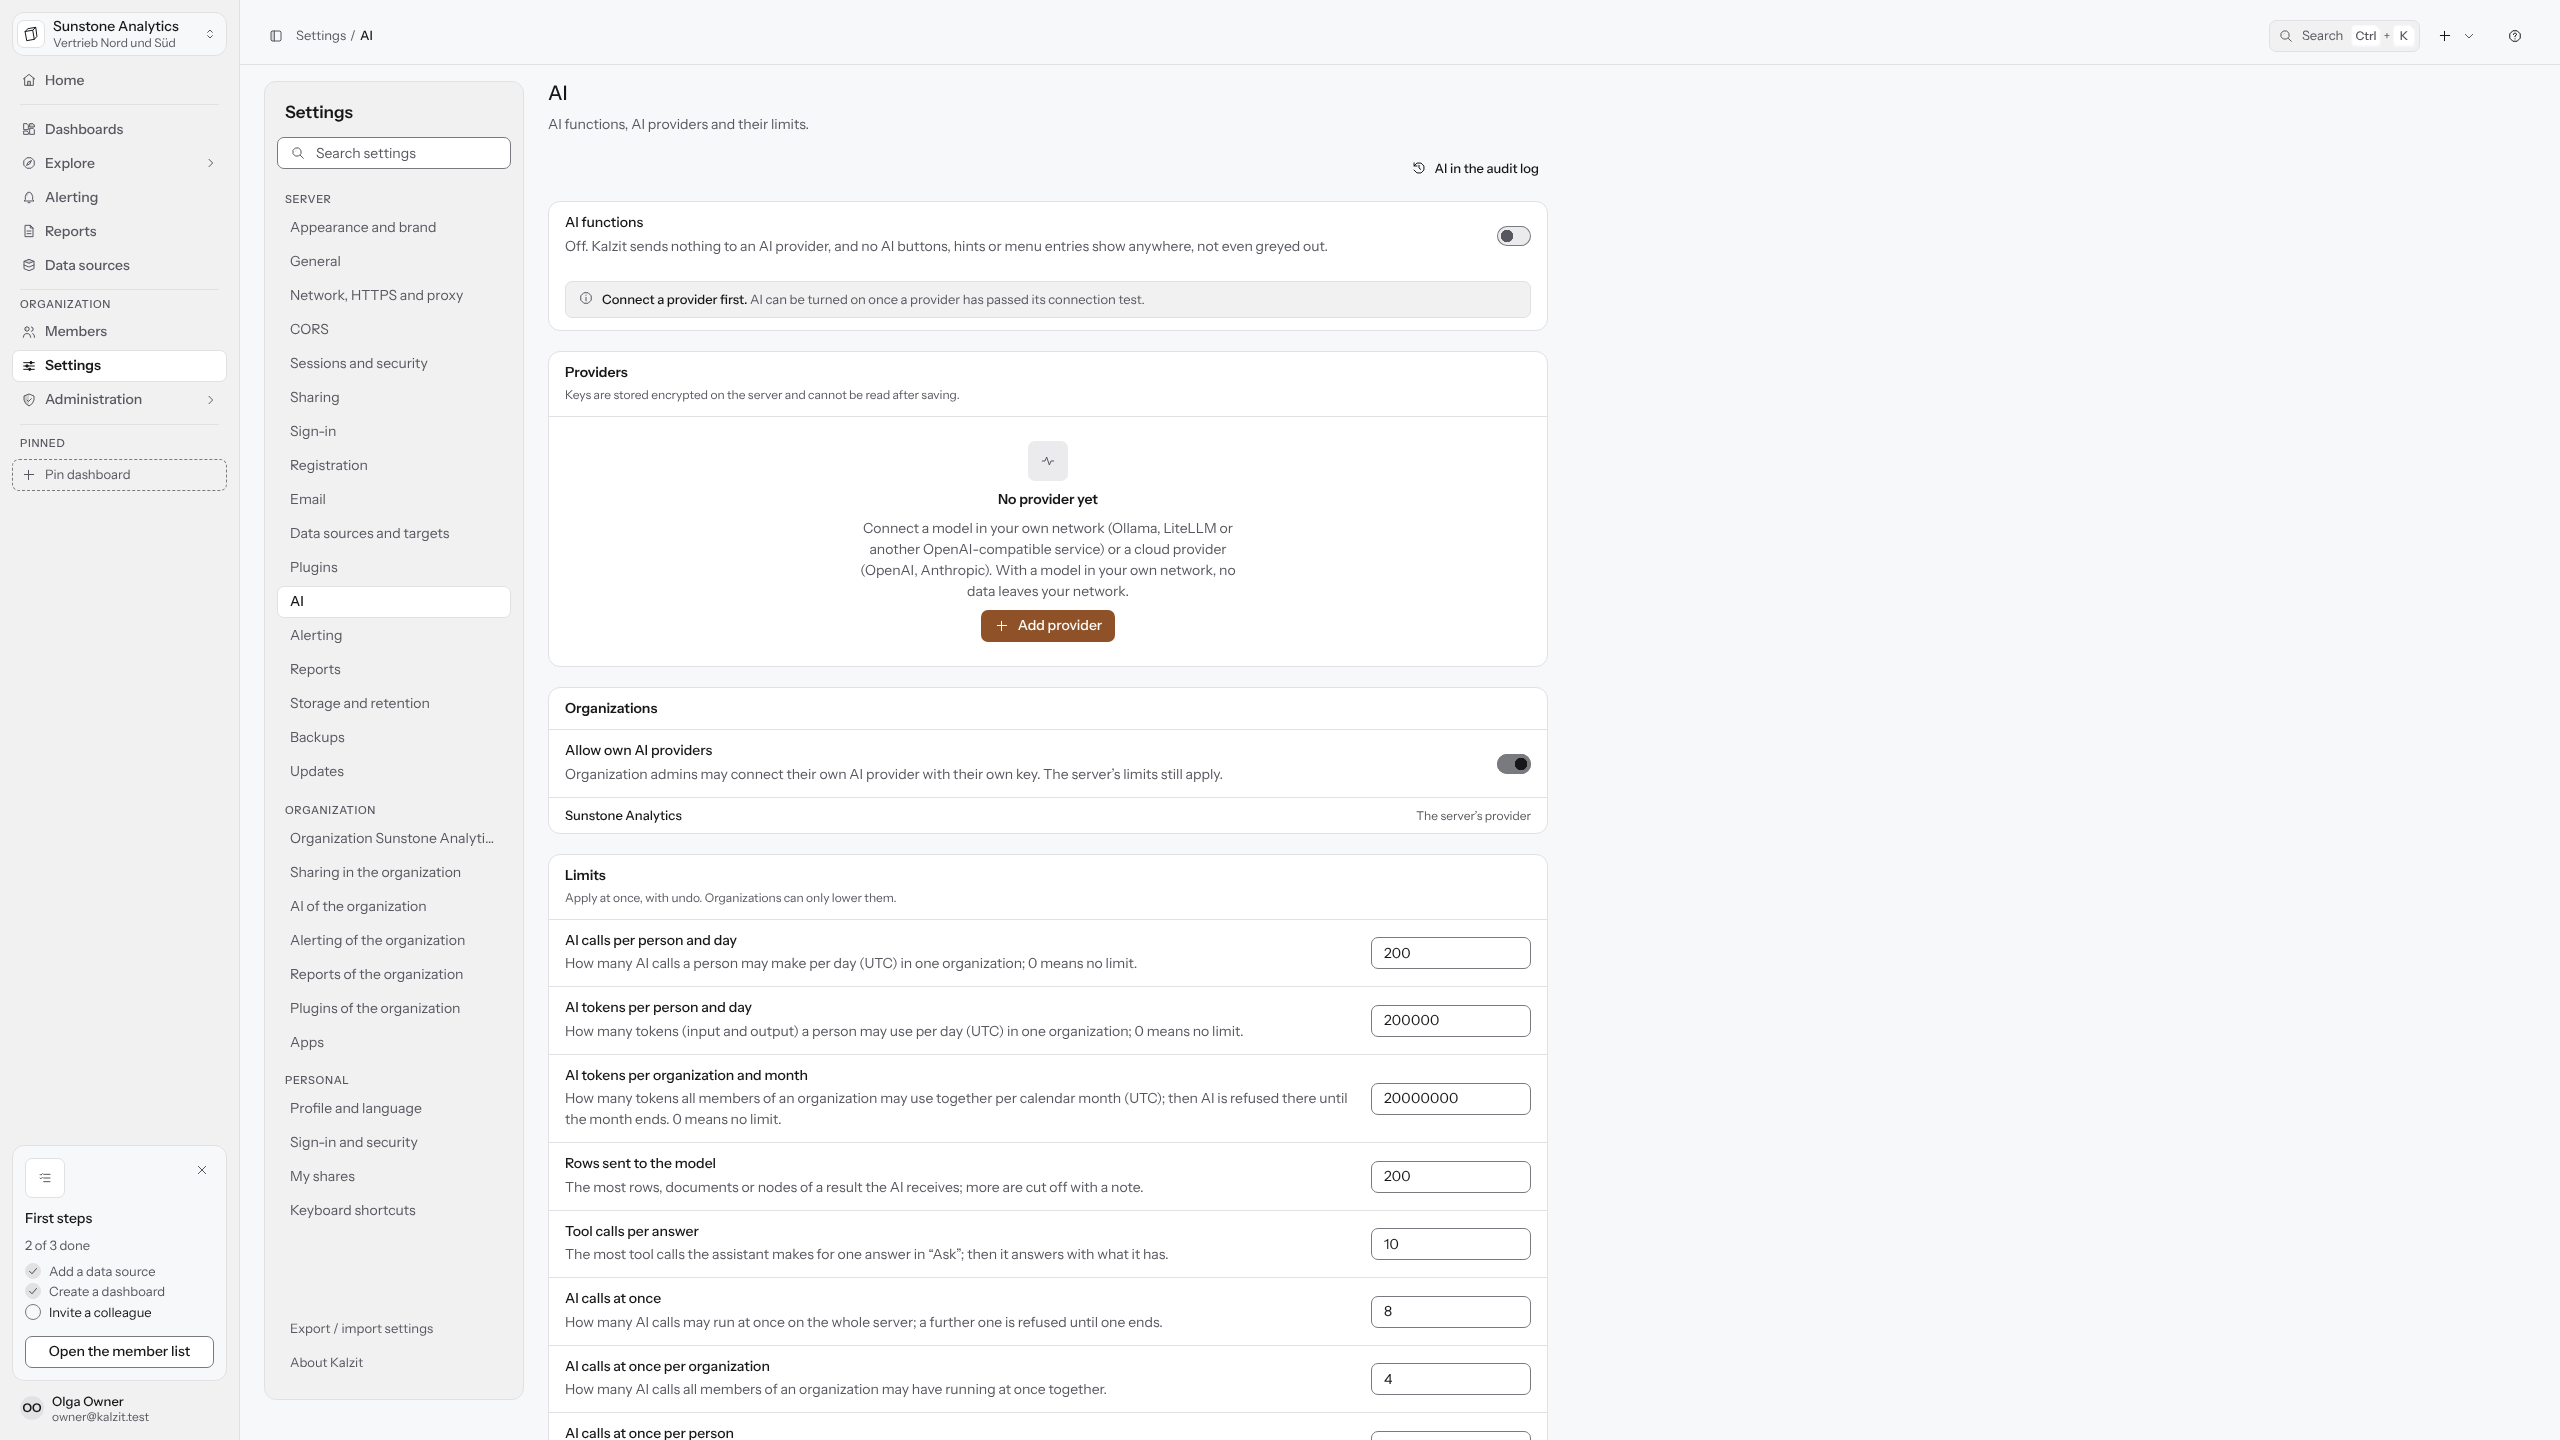 Sunstone Analytics
Vertrieb Nord und Süd
Home
Dashboards
Explore
Alerting
Reports
Data sources
ORGANIZATION
Members
Settings
Administration
PINNED
Pin dashboard
First steps
2 of 3 done
Add a data source
Create a dashboard
Invite a colleague
Open the member list
OO
Olga Owner
owner@kalzit.test
Settings / AI
Search Ctrl + K
Settings
Search settings
SERVER
Appearance and brand
General
Network, HTTPS and proxy
CORS
Sessions and security
Sharing
Sign-in
Registration
Email
Data sources and targets
Plugins
AI
Alerting
Reports
Storage and retention
Backups
Updates
ORGANIZATION
Organization Sunstone Analyti...
Sharing in the organization
AI of the organization
Alerting of the organization
Reports of the organization
Plugins of the organization
Apps
PERSONAL
Profile and language
Sign-in and security
My shares
Keyboard shortcuts
Export / import settings
About Kalzit
AI
AI functions, AI providers and their limits.
AI in the audit log
AI functions
Off. Kalzit sends nothing to an AI provider, and no AI buttons, hints or menu entries show anywhere, not even greyed out.
Connect a provider first. AI can be turned on once a provider has passed its connection test.
Providers
Keys are stored encrypted on the server and cannot be read after saving.
No provider yet
Connect a model in your own network (Ollama, LiteLLM or
another OpenAI-compatible service) or a cloud provider
(OpenAI, Anthropic). With a model in your own network, no
data leaves your network.
Add provider
Organizations
Allow own AI providers
Organization admins may connect their own AI provider with their own key. The server’s limits still apply.
Sunstone Analytics
The server’s provider
Limits
Apply at once, with undo. Organizations can only lower them.
AI calls per person and day
How many AI calls a person may make per day (UTC) in one organization; 0 means no limit.
200
AI tokens per person and day
How many tokens (input and output) a person may use per day (UTC) in one organization; 0 means no limit.
200000
AI tokens per organization and month
How many tokens all members of an organization may use together per calendar month (UTC); then AI is refused there until
the month ends. 0 means no limit.
20000000
Rows sent to the model
The most rows, documents or nodes of a result the AI receives; more are cut off with a note.
200
Tool calls per answer
The most tool calls the assistant makes for one answer in “Ask”; then it answers with what it has.
10
AI calls at once
How many AI calls may run at once on the whole server; a further one is refused until one ends.
8
AI calls at once per organization
How many AI calls all members of an organization may have running at once together.
4
AI calls at once per person